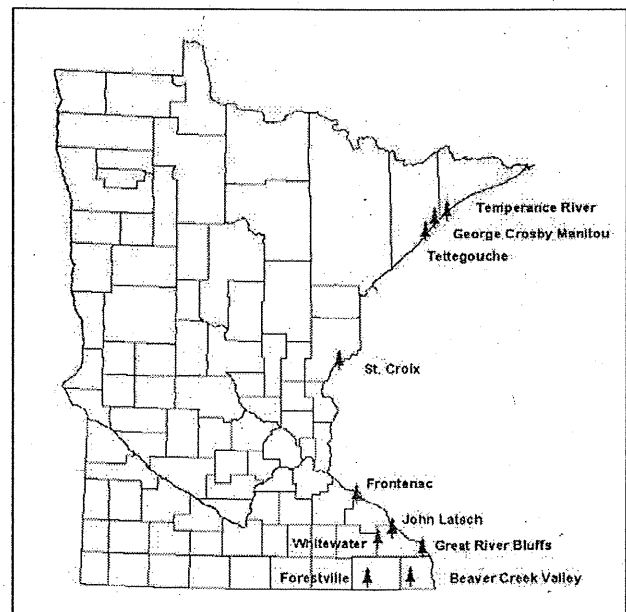 Temperance River
George Crosby Manitou
Tettegouche
St. Croix
Frontenac
John Latsch
Whitewater
Great River Bluffs
Forestville
Beaver Creek Valley